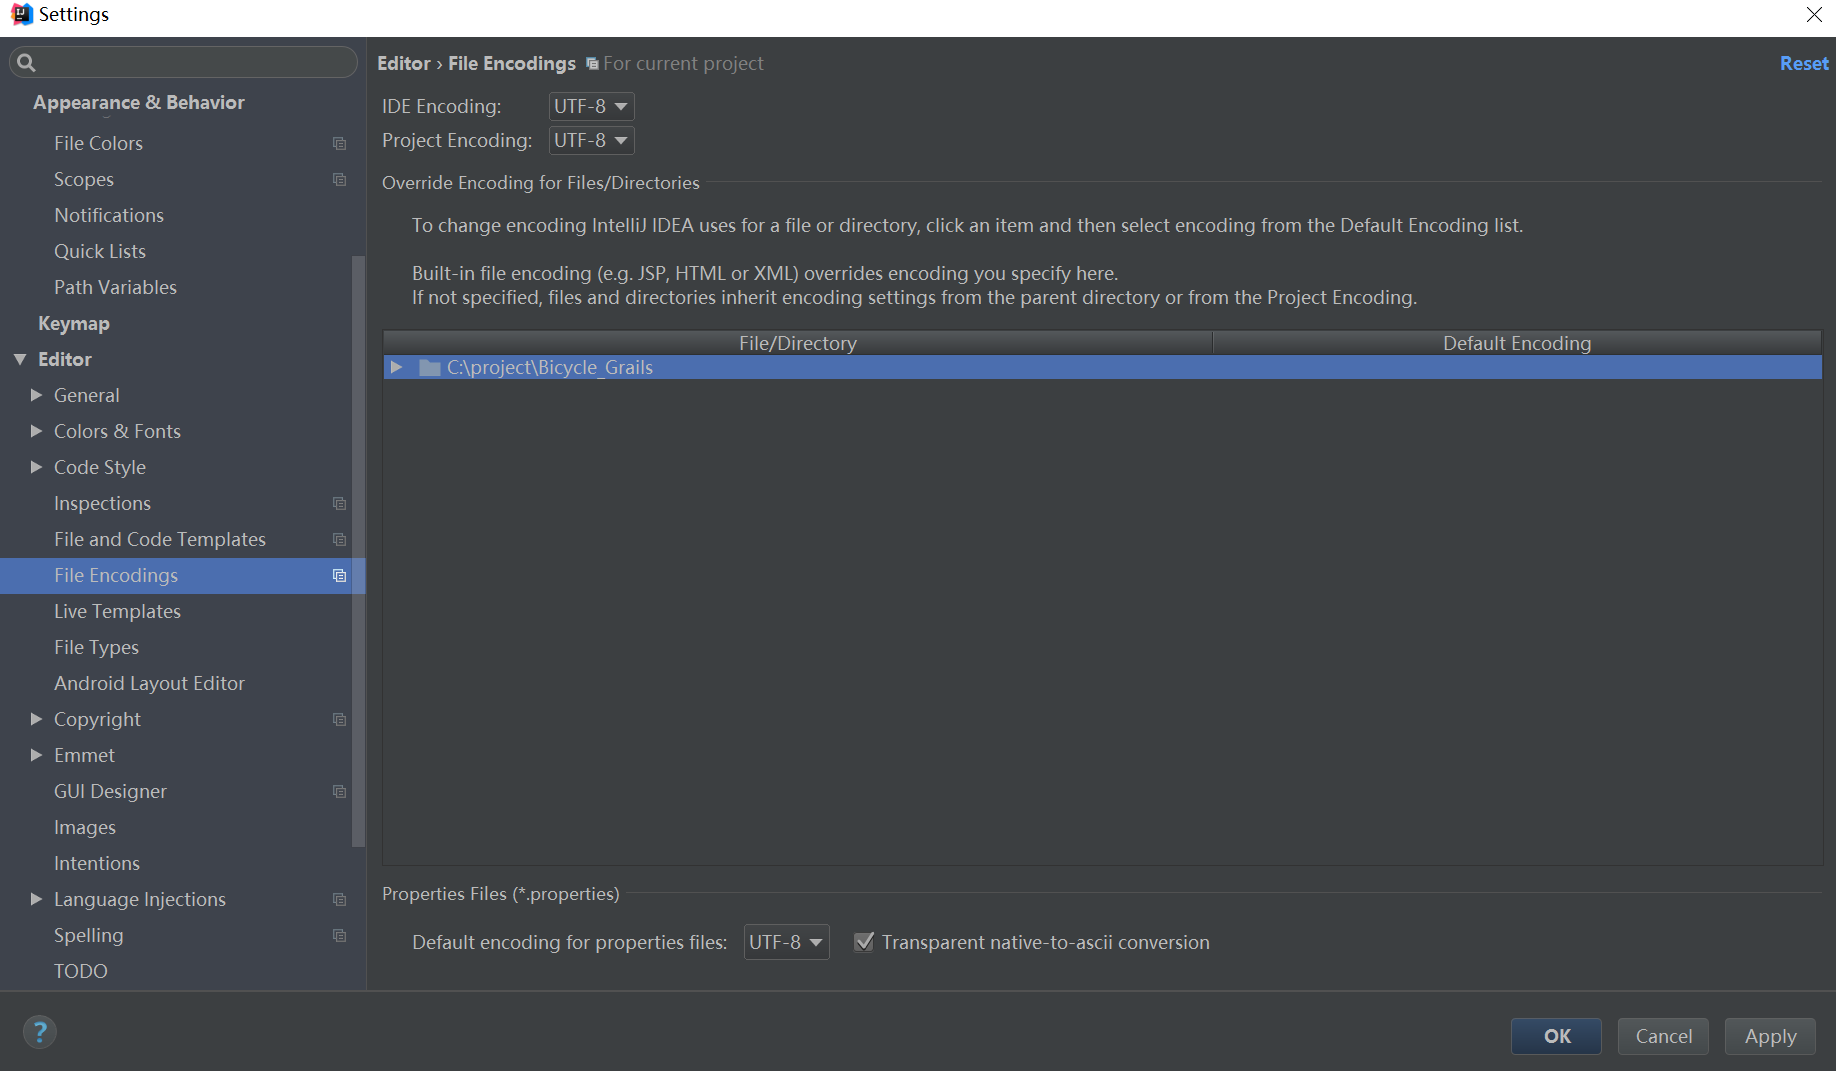 Settings
Appearance & Behavior
File Colors
Scopes
Notifications
Quick Lists
Path Variables
Keymap
Editor
General
Colors & Fonts
Code Style
Inspections
File and Code Templates
File Encodings
Live Templates
File Types
Android Layout Editor
Copyright
Emmet
GUI Designer
Images
Intentions
Language Injections
Spelling
TODO
Editor › File Encodings For current project
Reset
IDE Encoding: UTF-8
Project Encoding: UTF-8
Override Encoding for Files/Directories
To change encoding IntelliJ IDEA uses for a file or directory, click an item and then select encoding from the Default Encoding list.
Built-in file encoding (e.g. JSP, HTML or XML) overrides encoding you specify here.
If not specified, files and directories inherit encoding settings from the parent directory or from the Project Encoding.
File/Directory Default Encoding
C:\project\Bicycle_Grails
Properties Files (*.properties)
Default encoding for properties files: UTF-8 Transparent native-to-ascii conversion
?
OK Cancel Apply